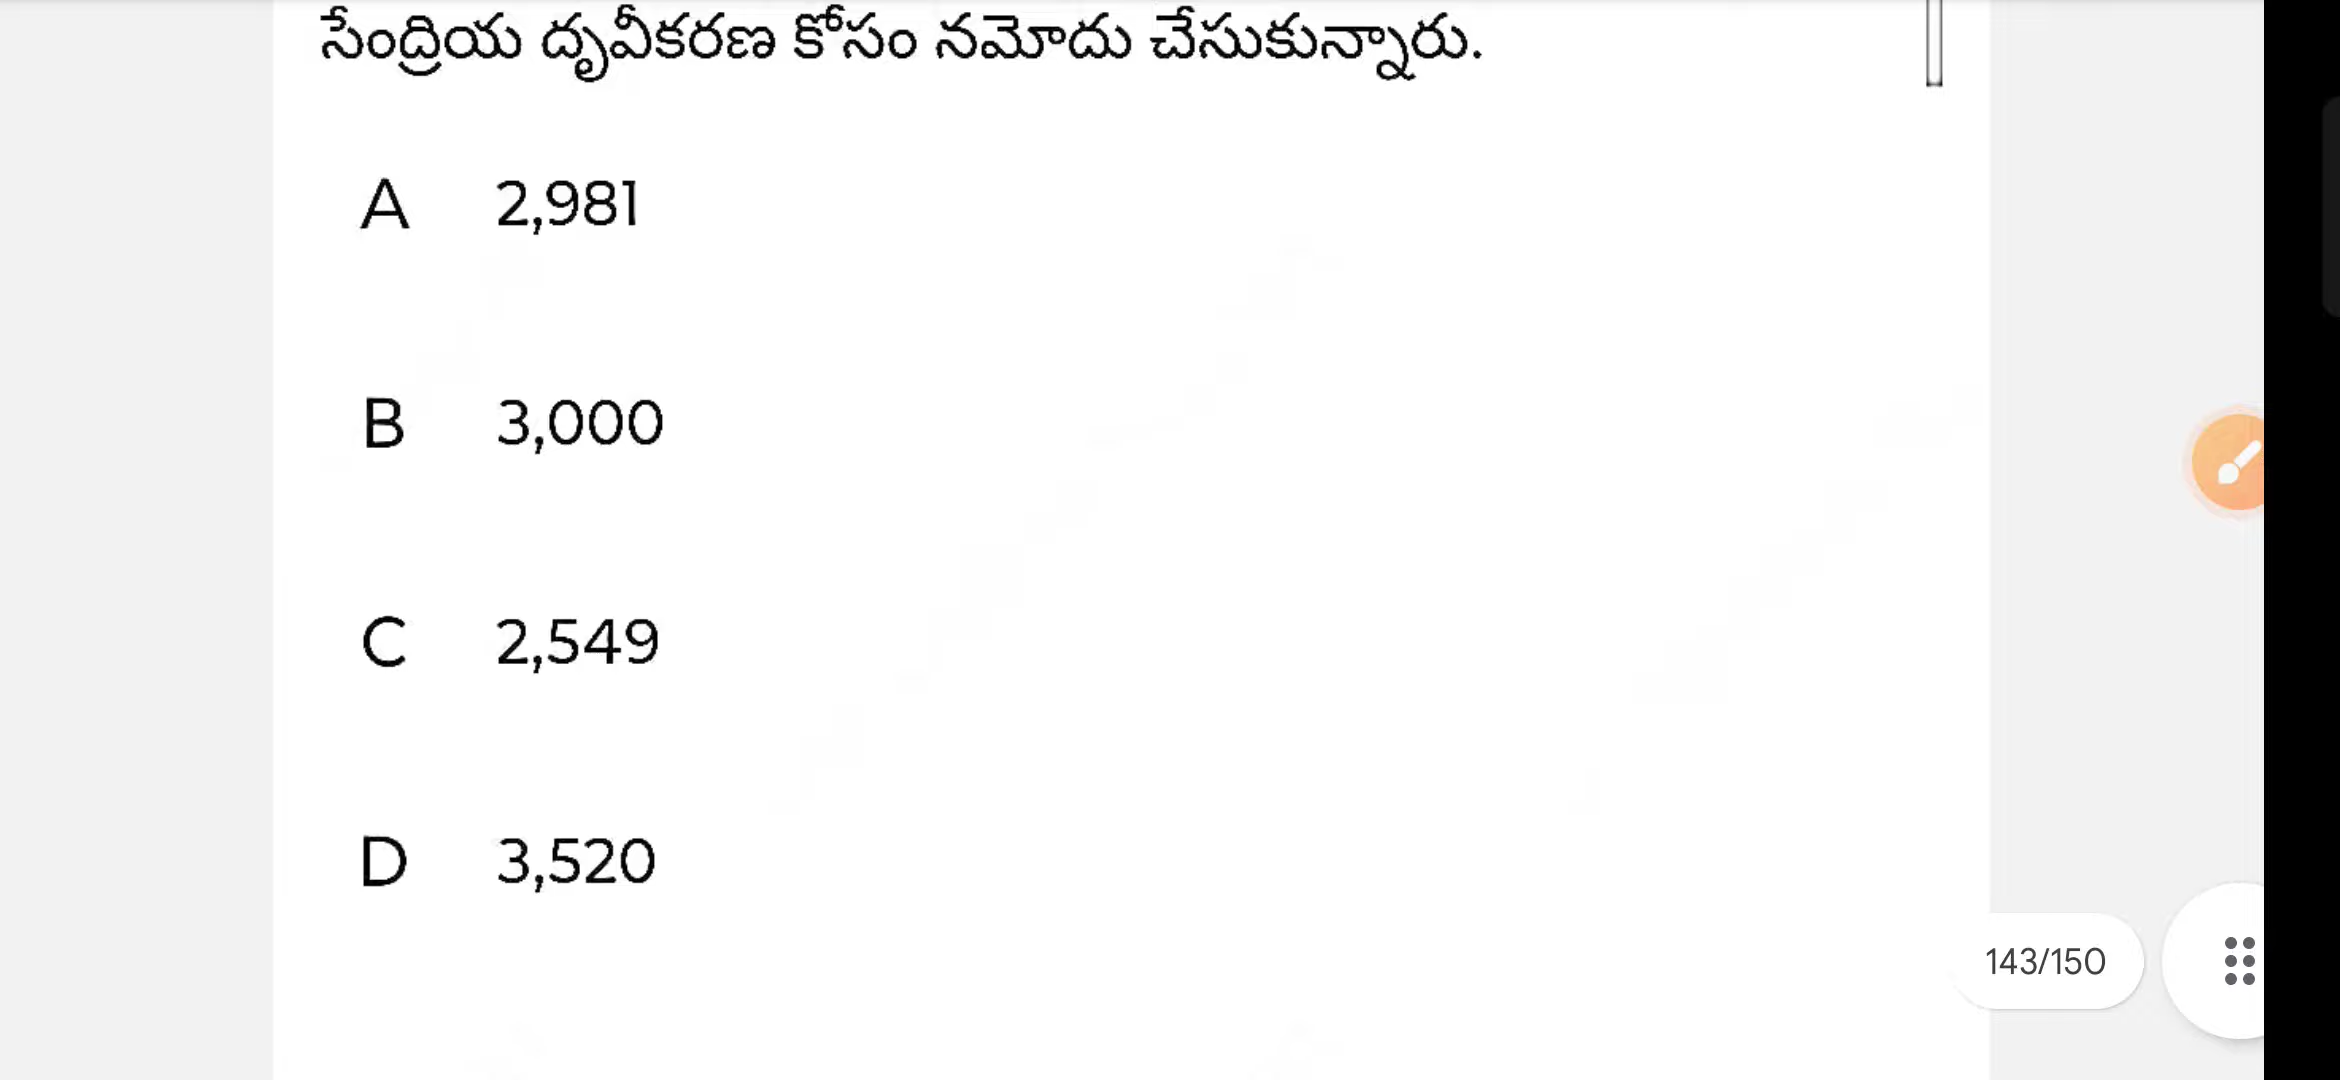 సేంద్రియ దృవీకరణ కోసం నమోదు చేసుకున్నారు.
A 2,981
B 3,000
C 2,549
D 3,520
143/150